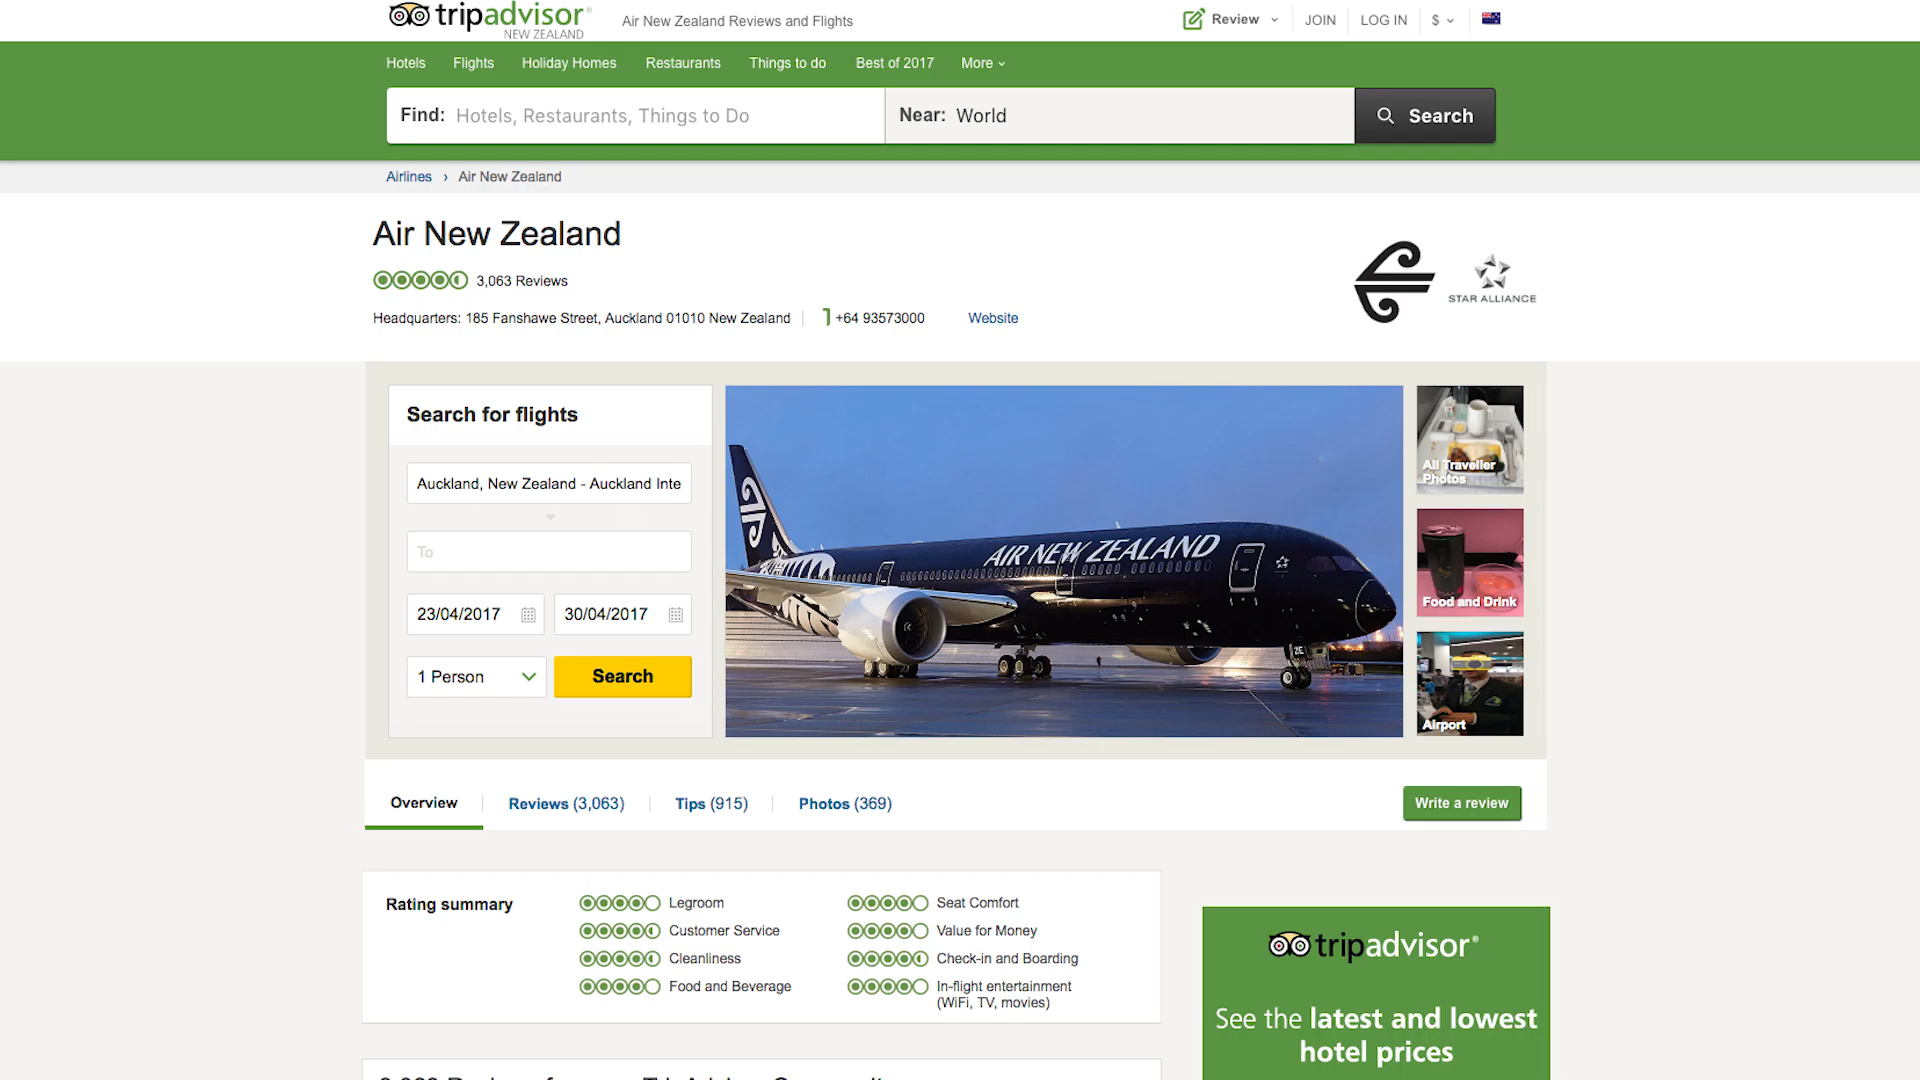 tripadvisor®
NEW ZEALAND
Air New Zealand Reviews and Flights
Review
JOIN
LOG IN
$
Hotels
Flights
Holiday Homes
Restaurants
Things to do
Best of 2017
More
Find: Hotels, Restaurants, Things to Do
Near: World
Search
Airlines › Air New Zealand
Air New Zealand
3,063 Reviews
Headquarters: 185 Fanshawe Street, Auckland 01010 New Zealand
+64 93573000
Website
STAR ALLIANCE
Search for flights
Auckland, New Zealand - Auckland Inte
To
23/04/2017
30/04/2017
1 Person
Search
AIR NEW ZEALAND
ZE
All Traveller
Photos
Food and Drink
Airport
Overview
Reviews (3,063)
Tips (915)
Photos (369)
Write a review
Rating summary
Legroom
Customer Service
Cleanliness
Food and Beverage
Seat Comfort
Value for Money
Check-in and Boarding
In-flight entertainment
(WiFi, TV, movies)
tripadvisor®
See the latest and lowest
hotel prices